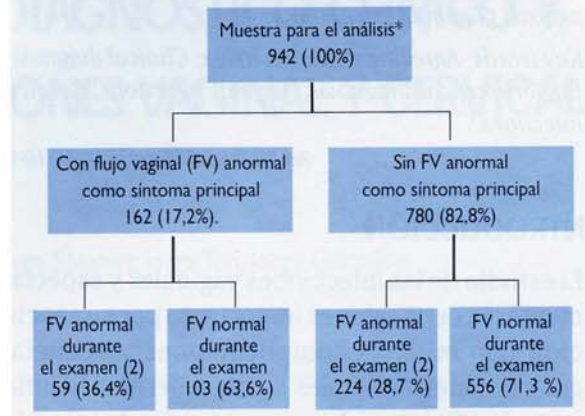 Muestra para el análisis*
942 (100%)
Con flujo vaginal (FV) anormal
como síntoma principal
162 (17,2%).
Sin FV anormal
como síntoma principal
780 (82,8%)
FV anormal
durante
el examen (2)
59 (36,4%)
FV normal
durante
el examen
103 (63,6%)
FV anormal
durante
el examen (2)
224 (28,7 %)
FV normal
durante
el examen
556 (71,3 %)